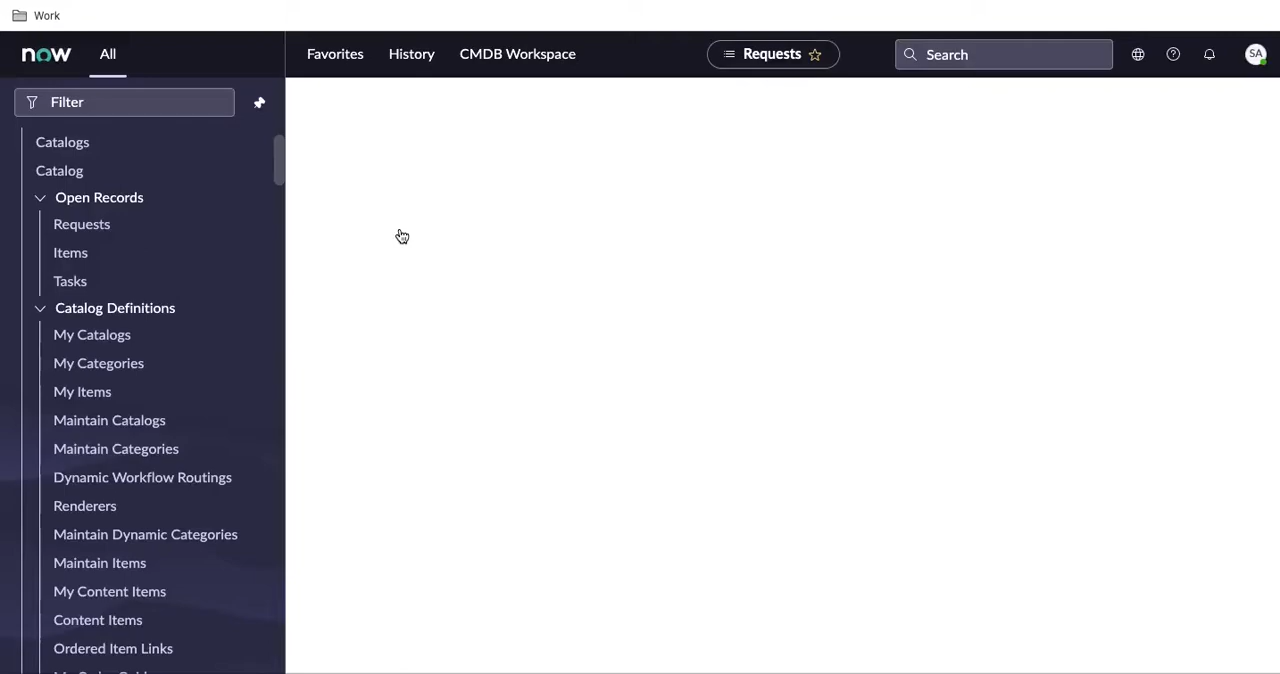 Work
now
All
Favorites
History
CMDB Workspace
Requests
Search
SA
Filter
Catalogs
Catalog
Open Records
Requests
Items
Tasks
Catalog Definitions
My Catalogs
My Categories
My Items
Maintain Catalogs
Maintain Categories
Dynamic Workflow Routings
Renderers
Maintain Dynamic Categories
Maintain Items
My Content Items
Content Items
Ordered Item Links